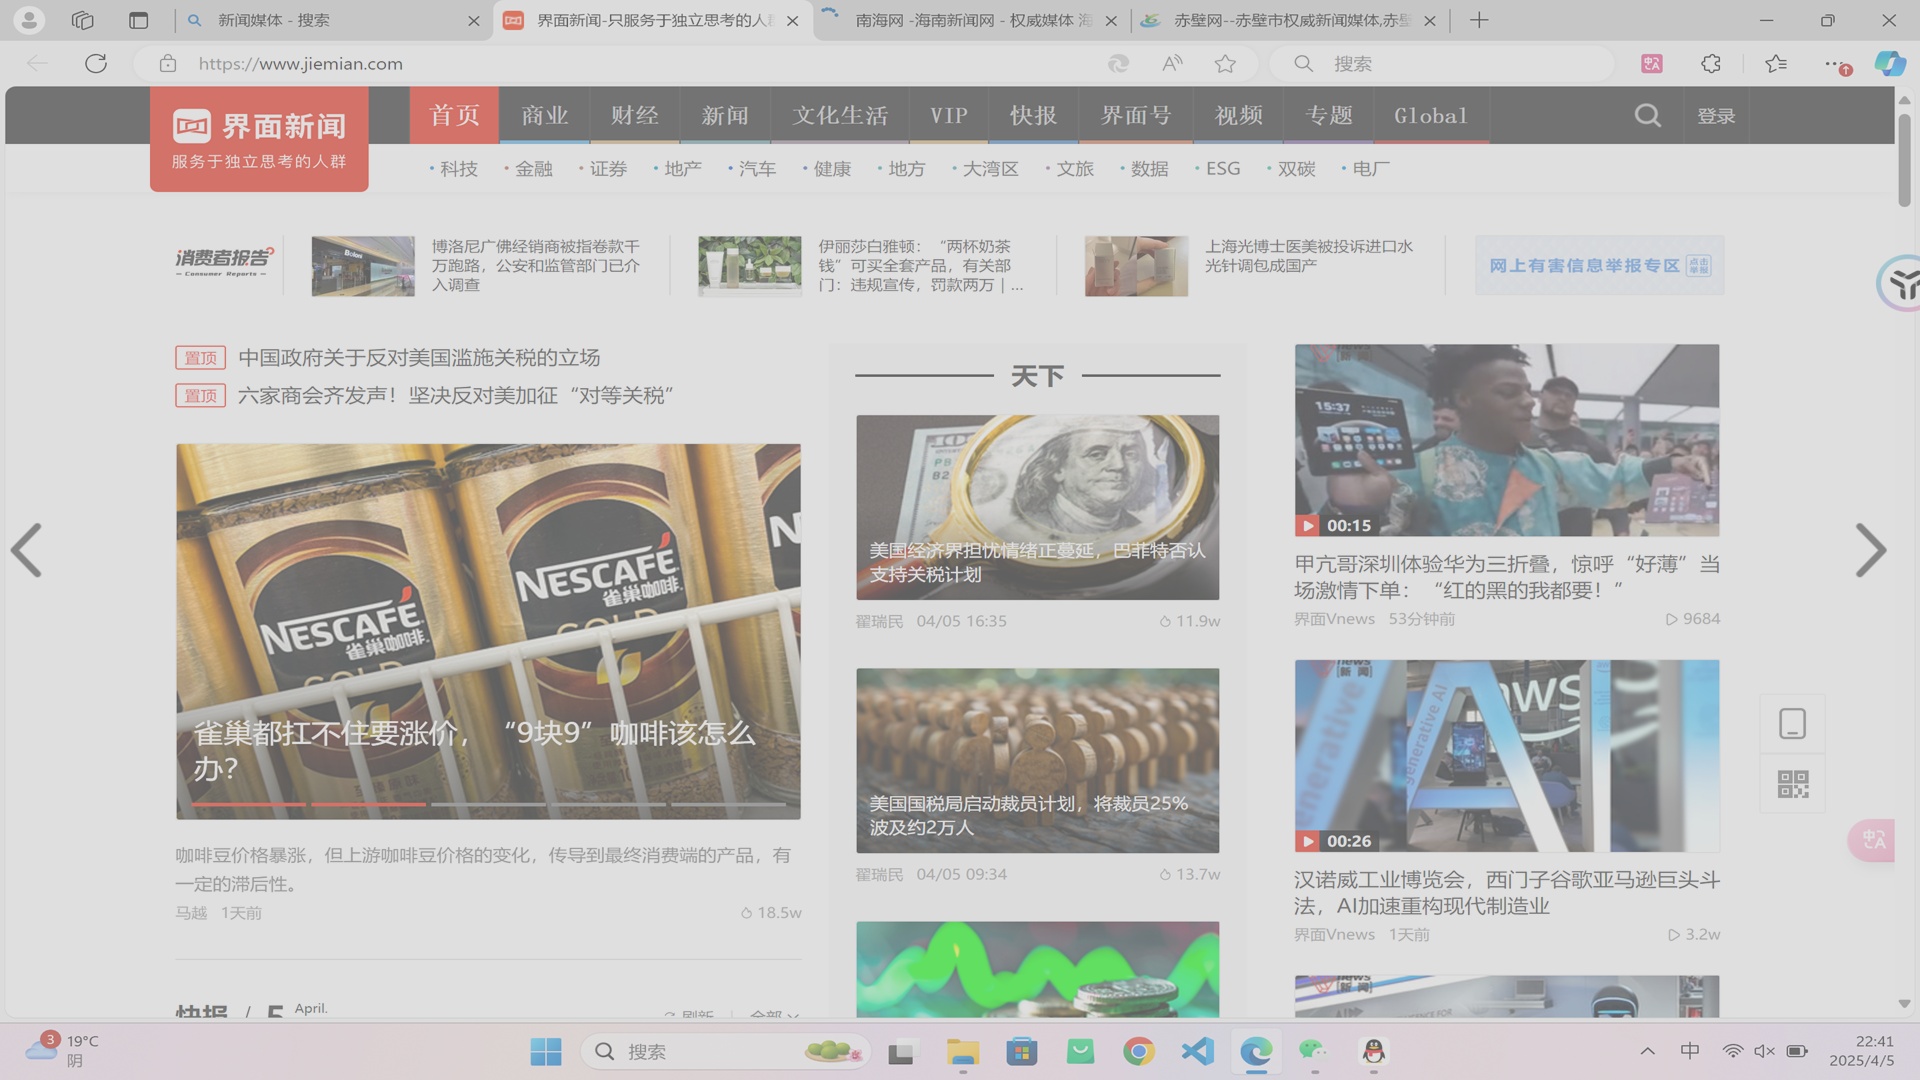 新闻媒体 - 搜索
界面新闻-只服务于独立思考的人群
南海网 -海南新闻网 - 权威媒体 海
赤壁网--赤壁市权威新闻媒体,赤壁
https://www.jiemian.com
搜索
界面新闻
服务于独立思考的人群
首页 商业 财经 新闻 文化生活 VIP 快报 界面号 视频 专题 Global
登录
·科技 ·金融 ·证券 ·地产 ·汽车 ·健康 ·地方 ·大湾区 ·文旅 ·数据 ·ESG ·双碳 ·电厂
消费者报告
Consumer Reports
博洛尼广佛经销商被指卷款千
万跑路，公安和监管部门已介
入调查
伊丽莎白雅顿：“两杯奶茶
钱”可买全套产品，有关部
门：违规宣传，罚款两万｜...
上海光博士医美被投诉进口水
光针调包成国产
网上有害信息举报专区 点击举报
置顶 中国政府关于反对美国滥施关税的立场
置顶 六家商会齐发声！坚决反对美加征“对等关税”
NESCAFÉ
雀巢咖啡
GOLD
NESCAFÉ
雀巢咖啡
GOLD
雀巢都扛不住要涨价，“9块9”咖啡该怎么
办？
咖啡豆价格暴涨，但上游咖啡豆价格的变化，传导到最终消费端的产品，有
一定的滞后性。
马越 1天前 18.5w
快报 / 5 April. 刷新 全部
天下
美国经济界担忧情绪正蔓延，巴菲特否认
支持关税计划
翟瑞民 04/05 16:35 11.9w
美国国税局启动裁员计划，将裁员25%
波及约2万人
翟瑞民 04/05 09:34 13.7w
15:37
00:15
甲亢哥深圳体验华为三折叠，惊呼“好薄”当
场激情下单：“红的黑的我都要！”
界面Vnews 53分钟前 9684
generative AI
aws
00:26
汉诺威工业博览会，西门子谷歌亚马逊巨头斗
法，AI加速重构现代制造业
界面Vnews 1天前 3.2w
3
19°C
阴
搜索
中
22:41
2025/4/5